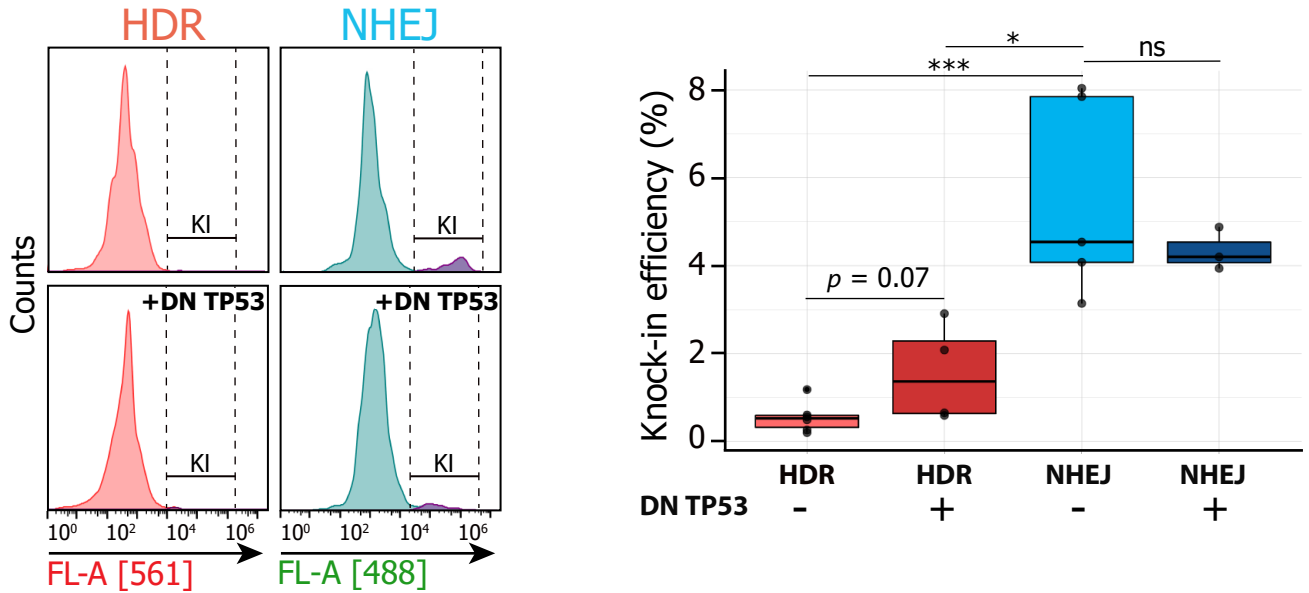 HDR NHEJ
Counts
KI KI
+DN TP53 +DN TP53
KI KI
10⁰ 10² 10⁴ 10⁶ 10⁰ 10² 10⁴ 10⁶
FL-A [561] FL-A [488]
*
*** ns
Knock-in efficiency (%)
8
6
4
2
0
p = 0.07
HDR HDR NHEJ NHEJ
DN TP53 - + - +